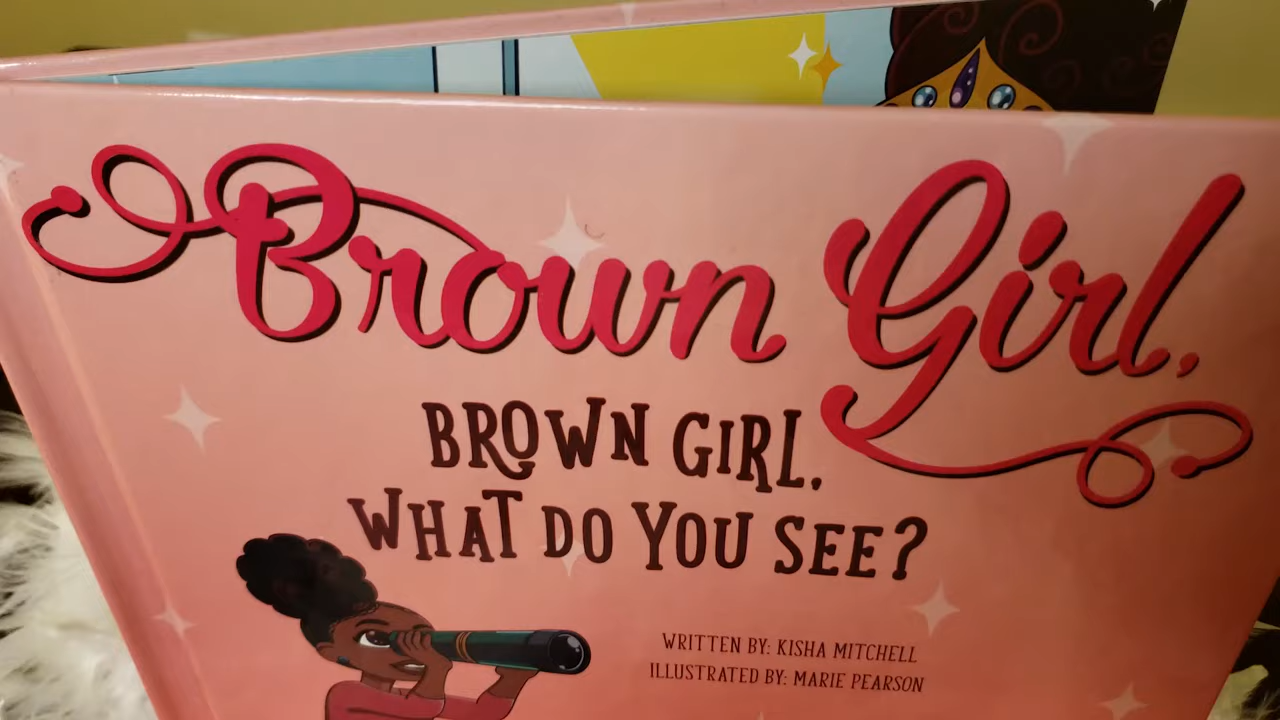 Brown Girl,
BROWN GIRL.
WHAT DO YOU SEE?
WRITTEN BY: KISHA MITCHELL
ILLUSTRATED BY: MARIE PEARSON